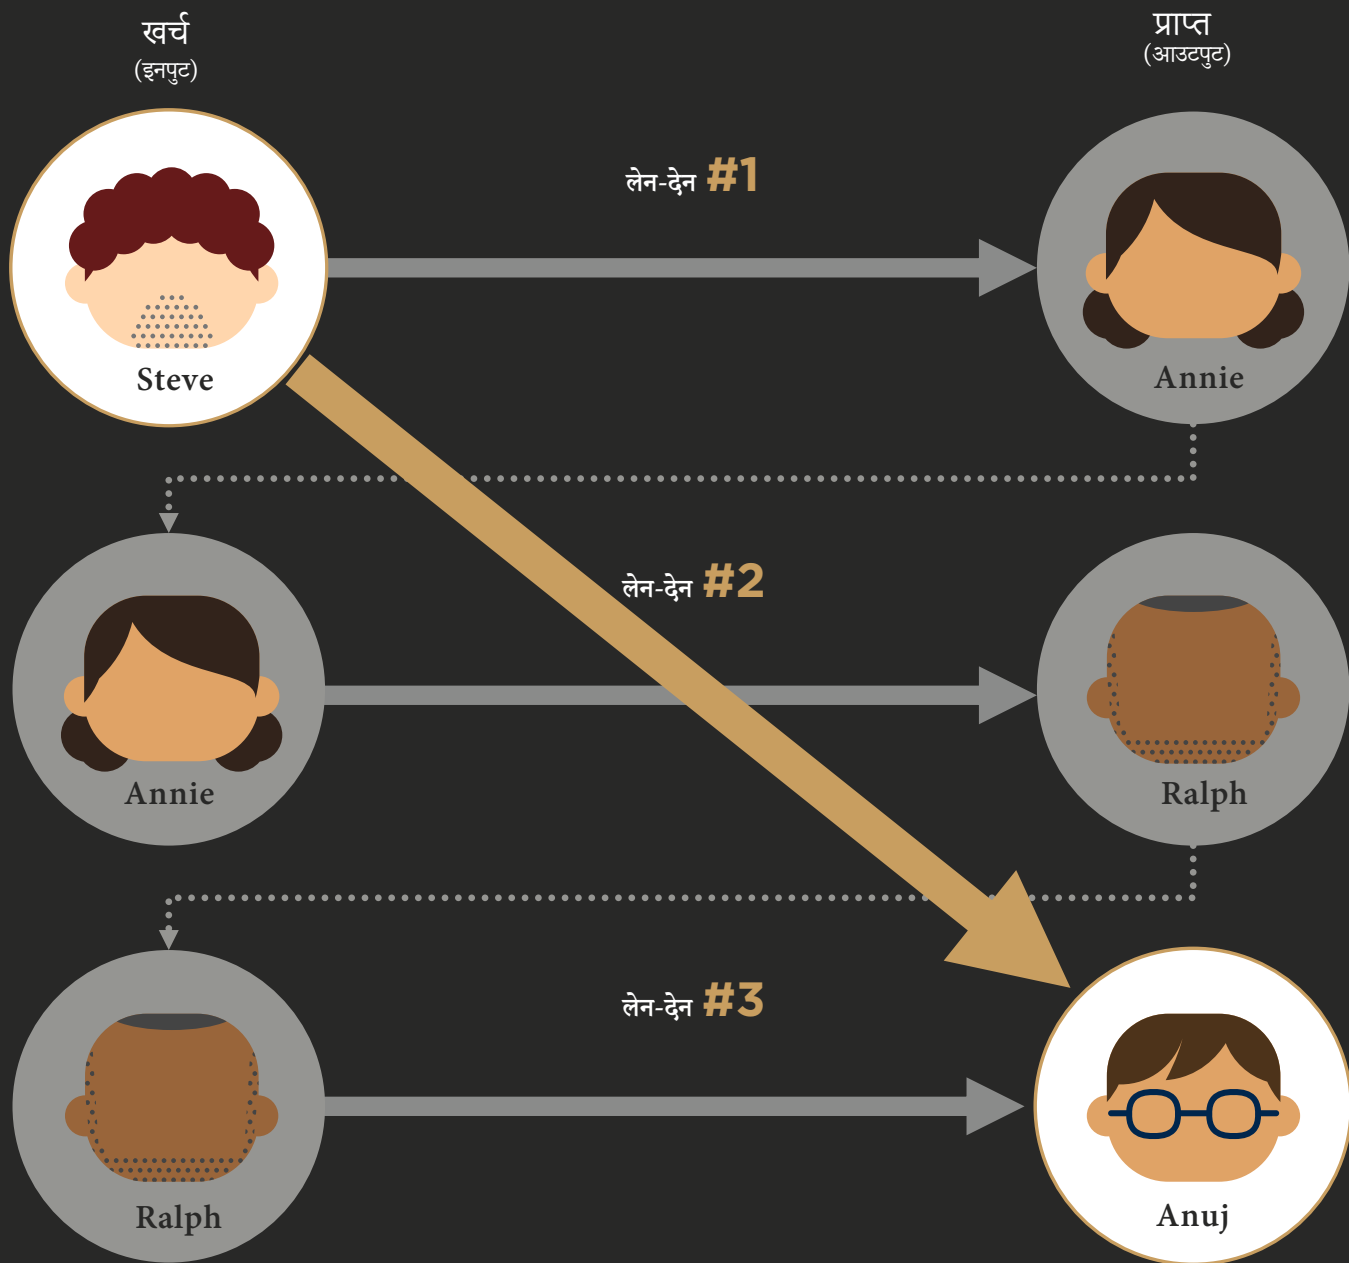 खर्च
(इनपुट)
प्राप्त
(आउटपुट)
लेन-देन #1
Steve
Annie
लेन-देन #2
Annie
Ralph
लेन-देन #3
Ralph
Anuj